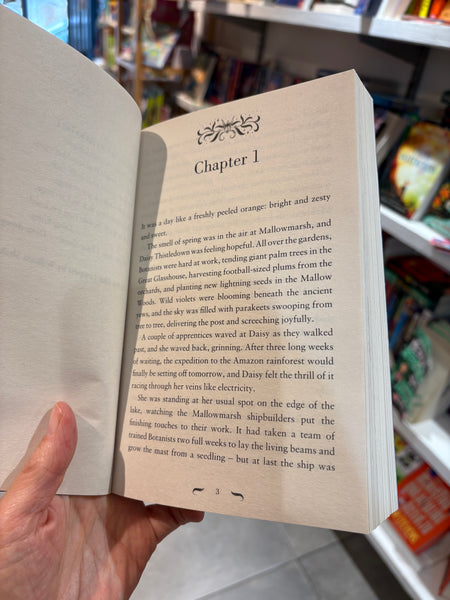 Chapter 1
It was a day like a freshly peeled orange: bright and zesty
and sweet.
The smell of spring was in the air at Mallowmarsh, and
Daisy Thistledown was feeling hopeful. All over the gardens,
Botanists were hard at work, tending giant palm trees in the
Great Glasshouse, harvesting football-sized plums from the
orchards, and planting new lightning seeds in the Mallow
Woods. Wild violets were blooming beneath the ancient
yews, and the sky was filled with parakeets swooping from
tree to tree, delivering the post and screeching joyfully.
A couple of apprentices waved at Daisy as they walked
past, and she waved back, grinning. After three long weeks
of waiting, the expedition to the Amazon rainforest would
finally be setting off tomorrow, and Daisy felt the thrill of it
racing through her veins like electricity.
She was standing at her usual spot on the edge of the
lake, watching the Mallowmarsh shipbuilders put the
finishing touches to their work. It had taken a team of
trained Botanists two full weeks to lay the living beams and
grow the mast from a seedling – but at last the ship was
3